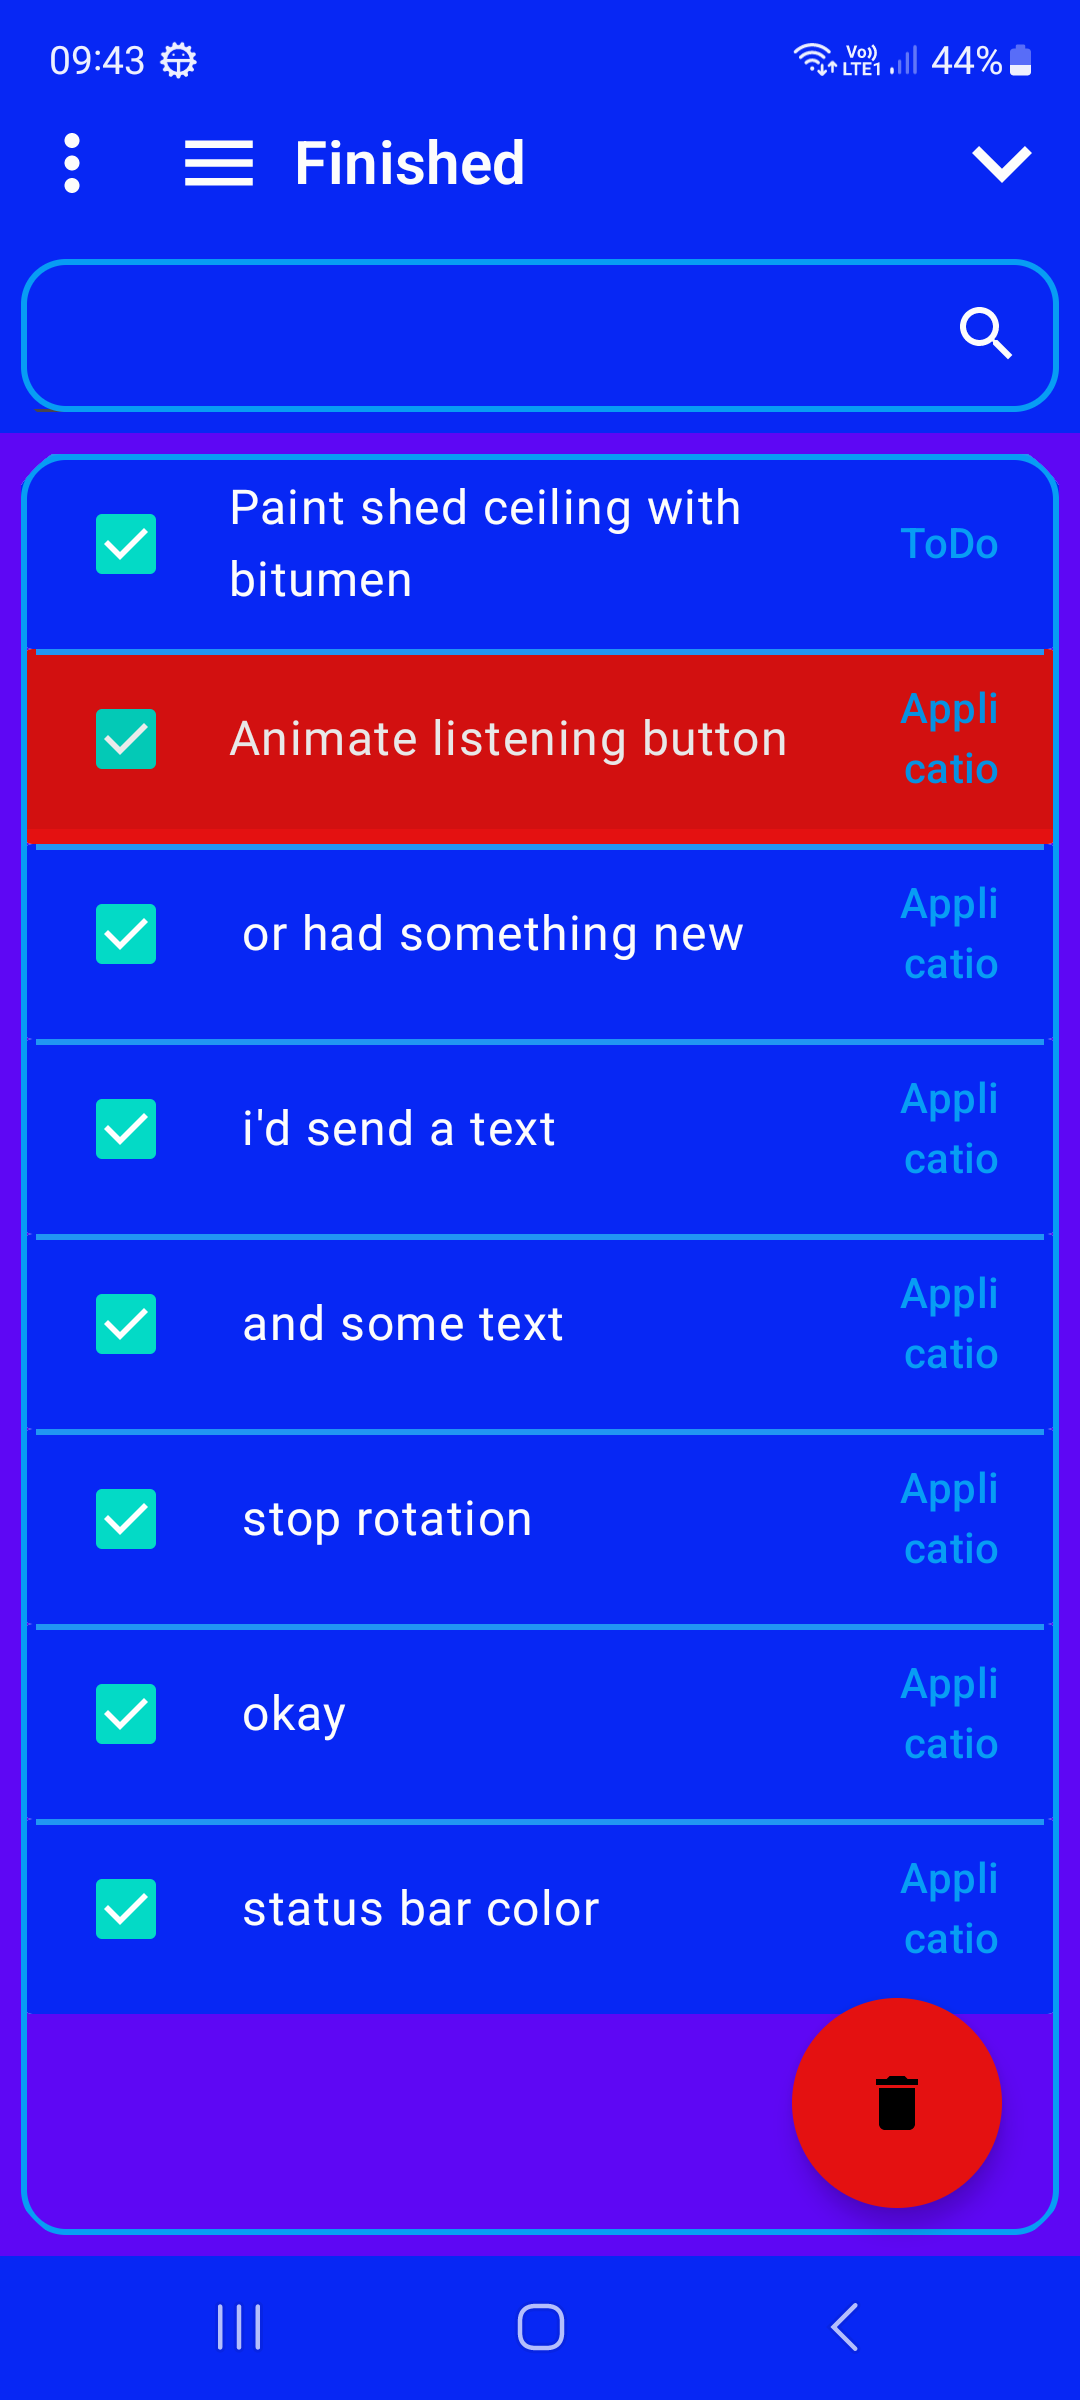 09:43 Vo)) LTE1 44%
Finished
Paint shed ceiling with
bitumen
ToDo
Animate listening button
Appli
catio
or had something new
Appli
catio
i'd send a text
Appli
catio
and some text
Appli
catio
stop rotation
Appli
catio
okay
Appli
catio
status bar color
Appli
catio